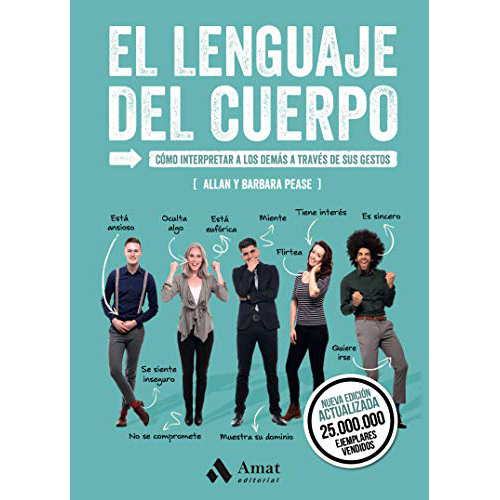 EL LENGUAJE
DEL CUERPO
CÓMO INTERPRETAR A LOS DEMÁS A TRAVÉS DE SUS GESTOS
[ ALLAN Y BARBARA PEASE ]
Está
ansioso
Oculta
algo
Está
eufórica
Miente
Tiene interés
Es sincero
Flirtea
Se siente
inseguro
Quiere
irse
No se compromete
Muestra su dominio
NUEVA EDICIÓN
ACTUALIZADA
25.000.000
EJEMPLARES
VENDIDOS
Amat
editorial